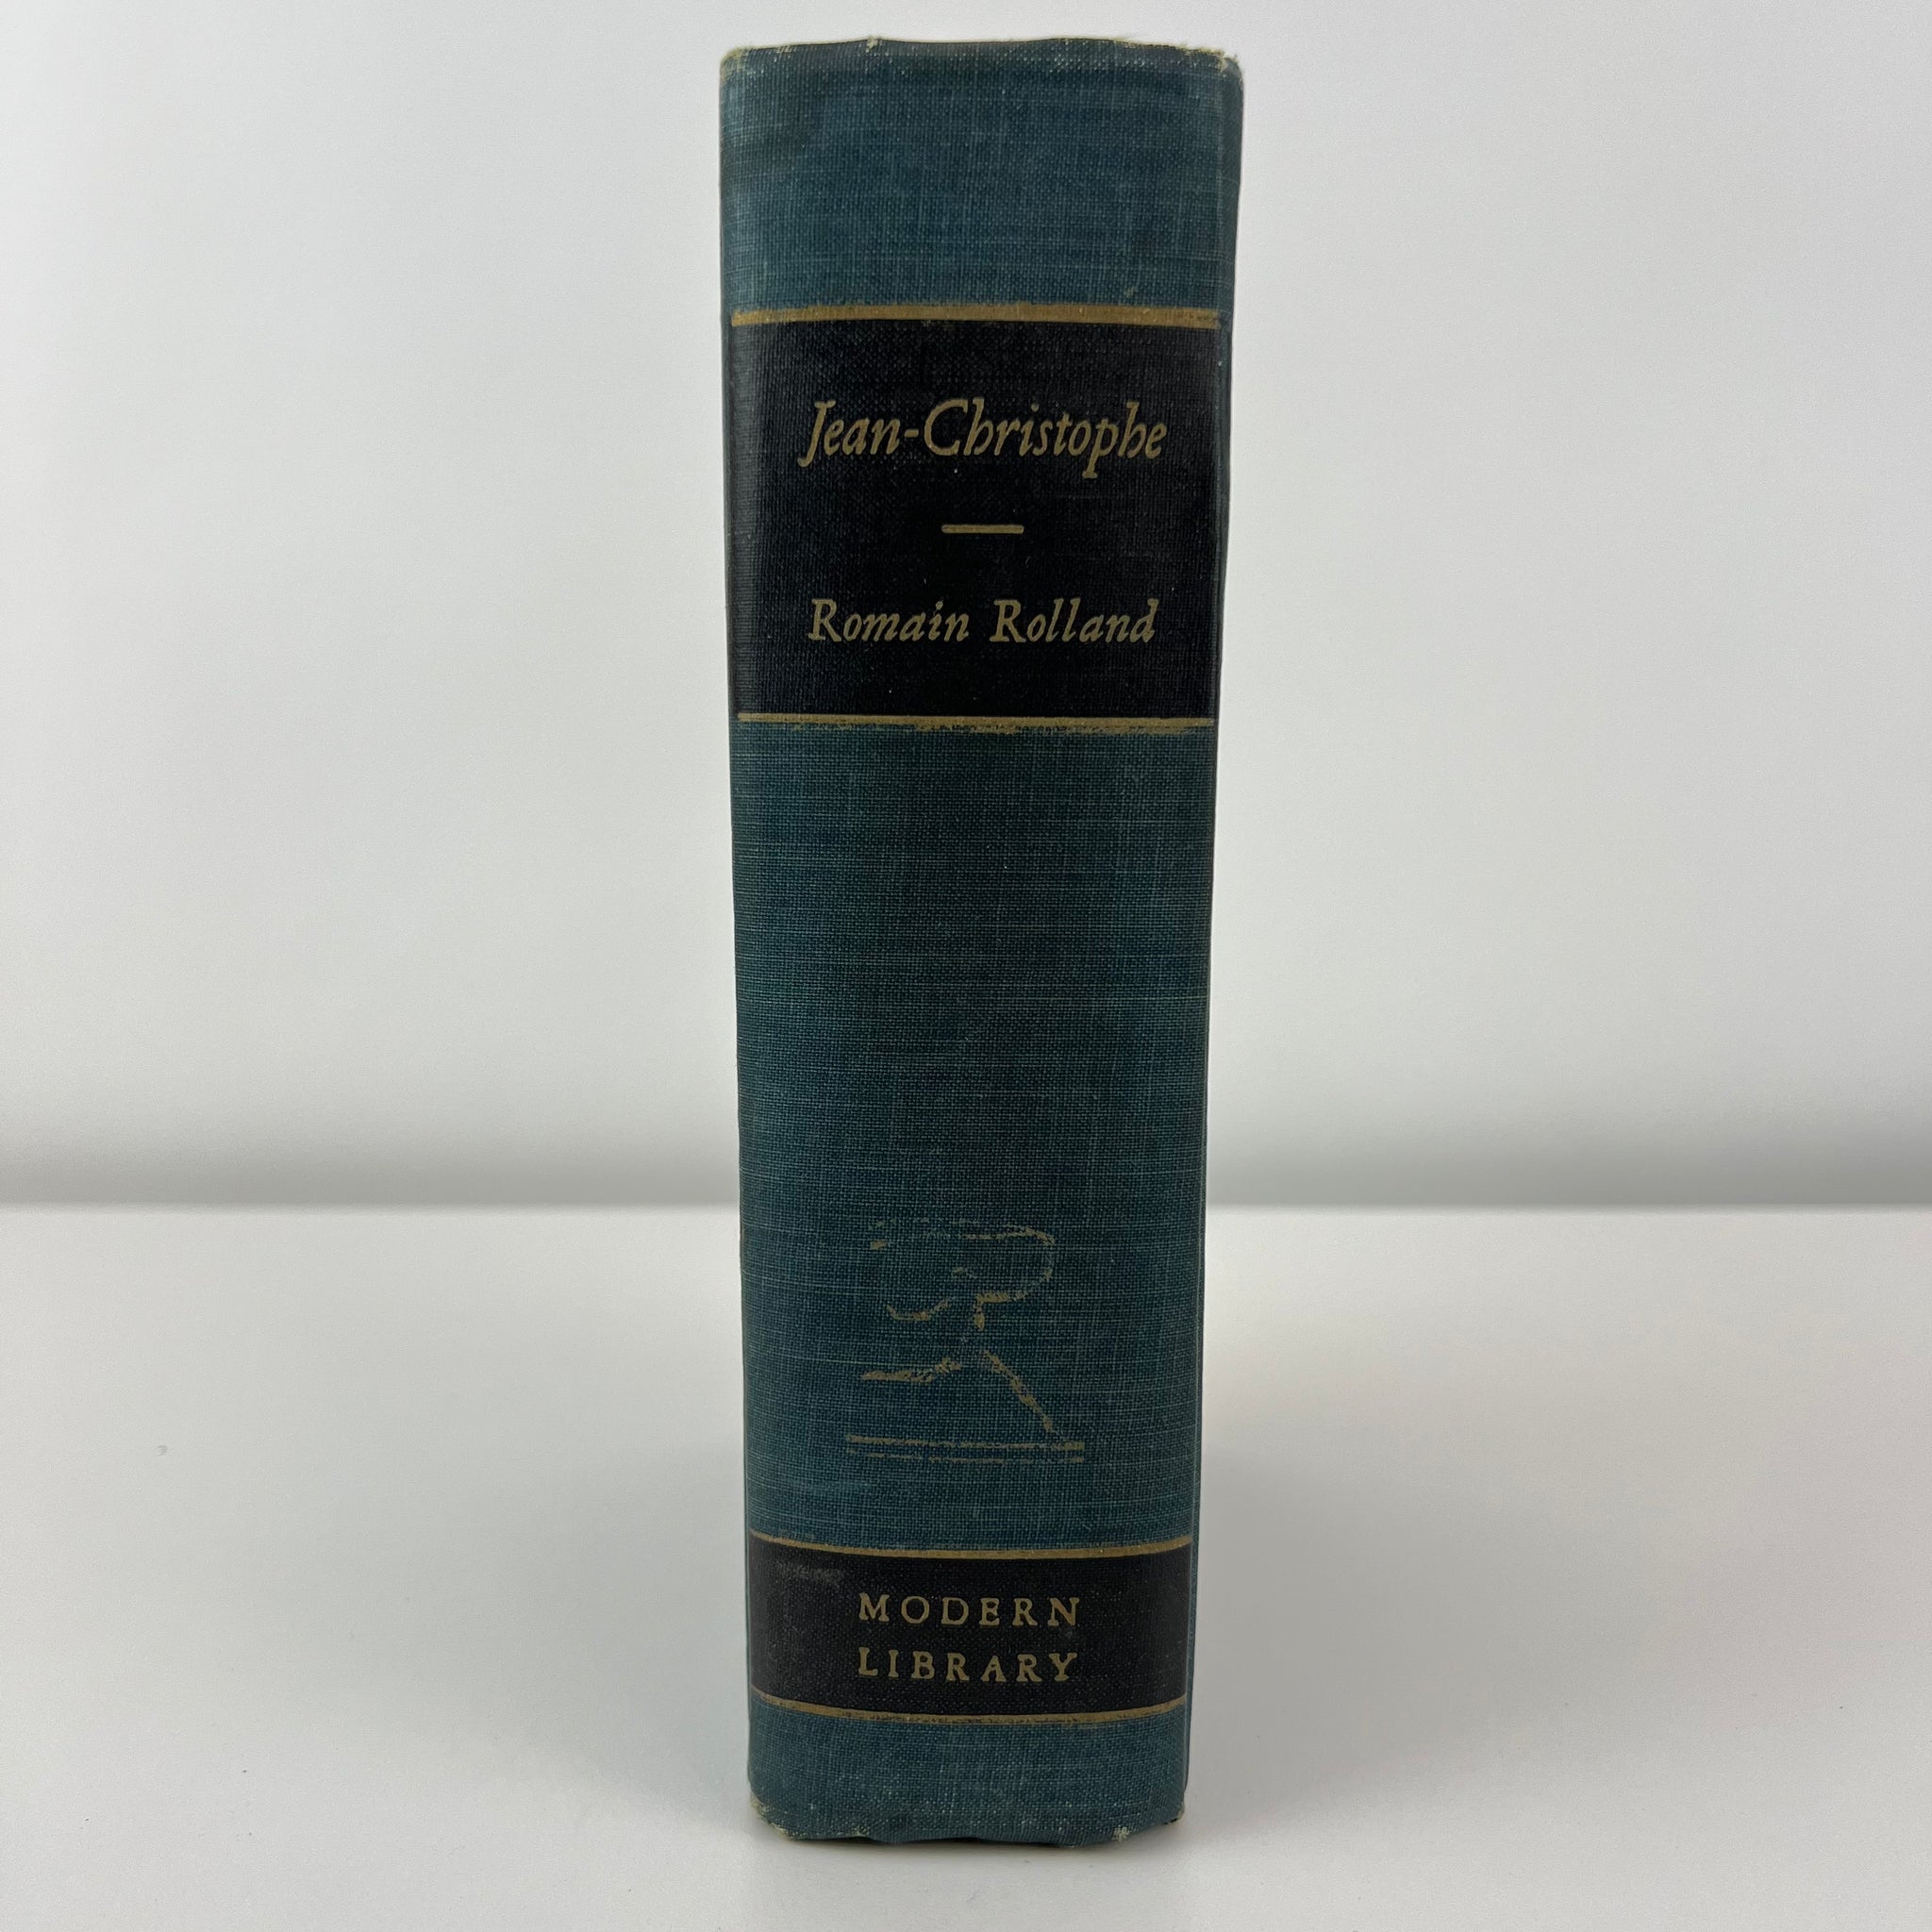 Jean-Christophe
Romain Rolland
MODERN
LIBRARY